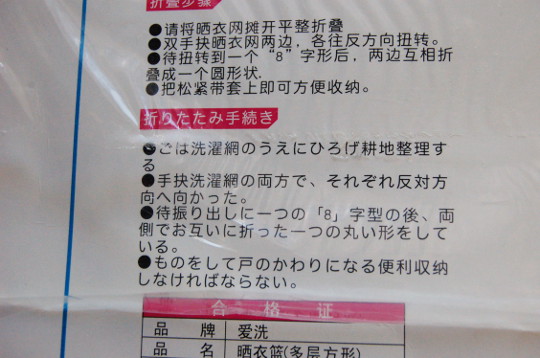 折叠步骤
●请将晒衣网摊开平整折叠
●双手抉晒衣网两边，各往反方向扭转。
●待扭转到一个“8”字形后，两边互相折
叠成一个圆形状.
●把松紧带套上即可方便收纳。
折りたたみ手続き
●ごは洗濯網のうえにひろげ耕地整理す
る
●手抉洗濯網の両方で、それぞれ反対方
向へ向かった。
●待振り出しに一つの「8」字型の後、両
側でお互いに折った一つの丸い形をして
いる。
●ものをして戸のかわりになる便利収納
しなければならない。
合格证
品牌 爱洗
品名 晒衣篮(多层方形)